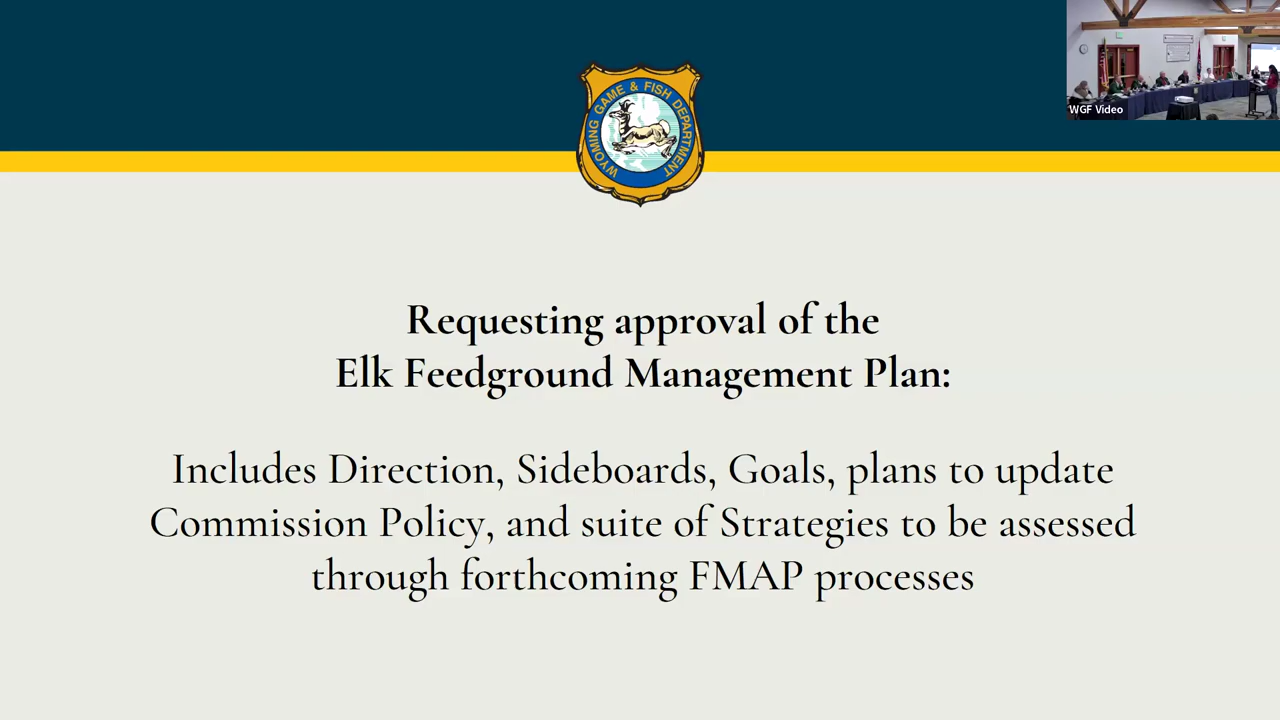 WGF Video
WYOMING GAME & FISH DEPARTMENT
Requesting approval of the
Elk Feedground Management Plan:
Includes Direction, Sideboards, Goals, plans to update
Commission Policy, and suite of Strategies to be assessed
through forthcoming FMAP processes